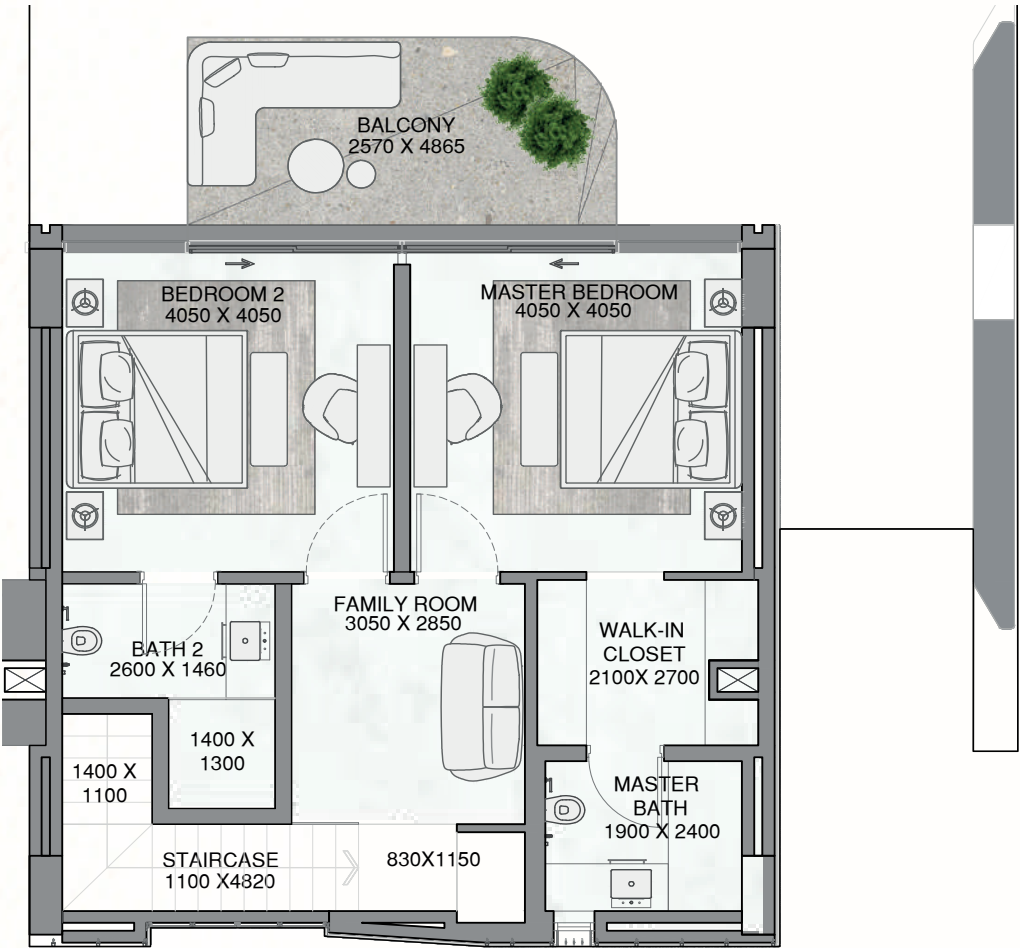 BALCONY
2570 X 4865
BEDROOM 2
4050 X 4050
MASTER BEDROOM
4050 X 4050
FAMILY ROOM
3050 X 2850
WALK-IN
CLOSET
2100X 2700
BATH 2
2600 X 1460
1400 X
1300
1400 X
1100
MASTER
BATH
1900 X 2400
STAIRCASE
1100 X4820
830X1150